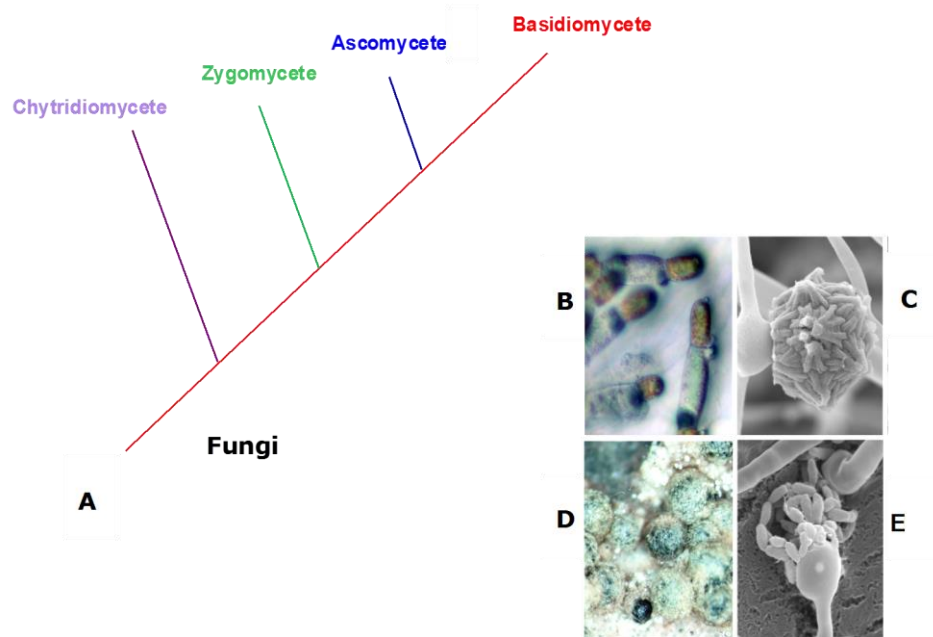 Basidiomycete
Ascomycete
Zygomycete
Chytridiomycete
B
C
Fungi
A
D
E